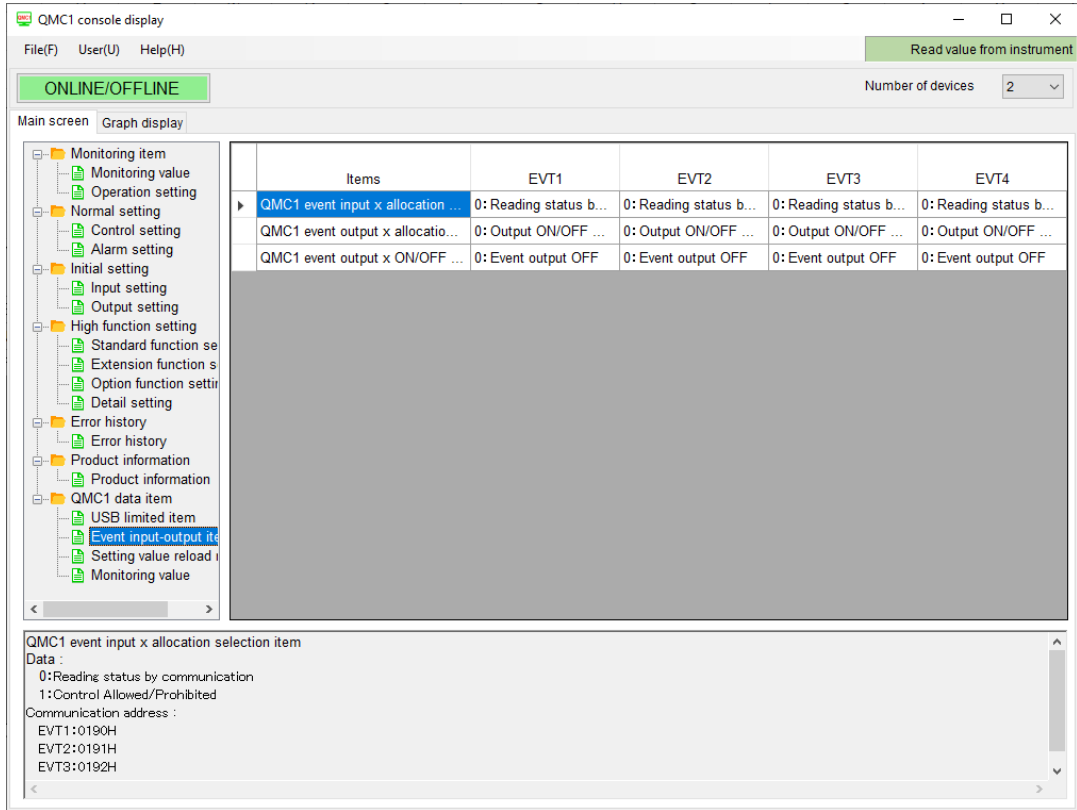 QMC1 console display
File(F) User(U) Help(H)
Read value from instrument
ONLINE/OFFLINE
Number of devices 2
Main screen Graph display
Monitoring item
Monitoring value
Operation setting
Normal setting
Control setting
Alarm setting
Initial setting
Input setting
Output setting
High function setting
Standard function se
Extension function s
Option function settin
Detail setting
Error history
Error history
Product information
Product information
QMC1 data item
USB limited item
Event input-output ite
Setting value reload
Monitoring value
Items EVT1 EVT2 EVT3 EVT4
QMC1 event input x allocation ... 0: Reading status b... 0: Reading status b... 0: Reading status b... 0: Reading status b...
QMC1 event output x allocatio... 0: Output ON/OFF ... 0: Output ON/OFF ... 0: Output ON/OFF ... 0: Output ON/OFF ...
QMC1 event output x ON/OFF ... 0: Event output OFF 0: Event output OFF 0: Event output OFF 0: Event output OFF
QMC1 event input x allocation selection item
Data :
0:Reading status by communication
1:Control Allowed/Prohibited
Communication address :
EVT1:0190H
EVT2:0191H
EVT3:0192H